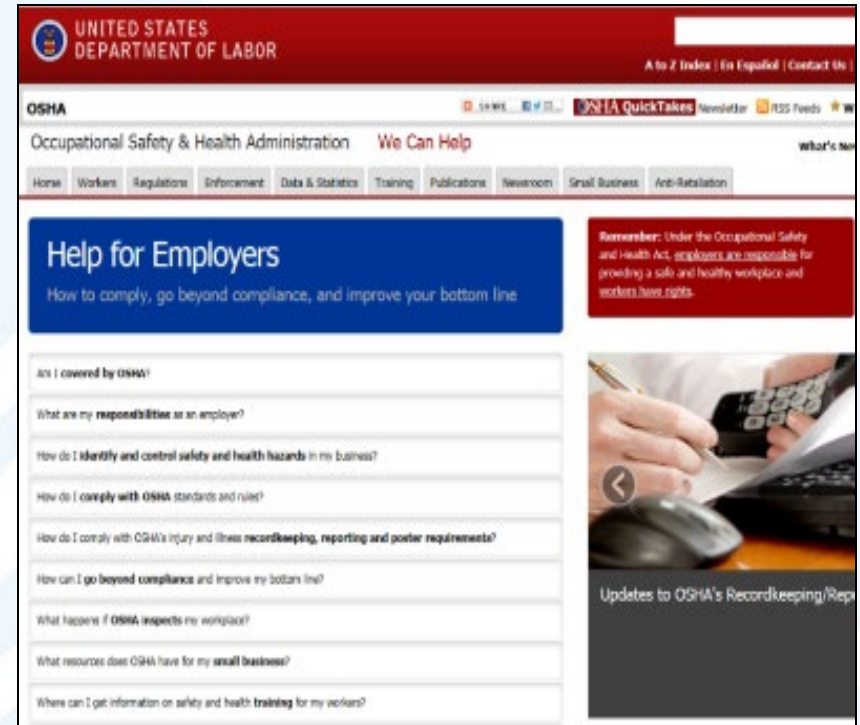 UNITED STATES
DEPARTMENT OF LABOR
A to Z Index | En Español | Contact Us |
OSHA
SHARE
OSHA QuickTakes Newsletter
RSS Feeds
Occupational Safety & Health Administration We Can Help
What's New
Home Workers Regulations Enforcement Data & Statistics Training Publications Newsroom Small Business Anti-Retaliation
Help for Employers
How to comply, go beyond compliance, and improve your bottom line
Remember: Under the Occupational Safety
and Health Act, employers are responsible for
providing a safe and healthy workplace and
workers have rights.
Am I covered by OSHA?
What are my responsibilities as an employer?
How do I identify and control safety and health hazards in my business?
How do I comply with OSHA standards and rules?
How do I comply with OSHA's injury and illness recordkeeping, reporting and poster requirements?
How can I go beyond compliance and improve my bottom line?
What happens if OSHA inspects my workplace?
What resources does OSHA have for my small business?
Where can I get information on safety and health training for my workers?
Updates to OSHA's Recordkeeping/Repo